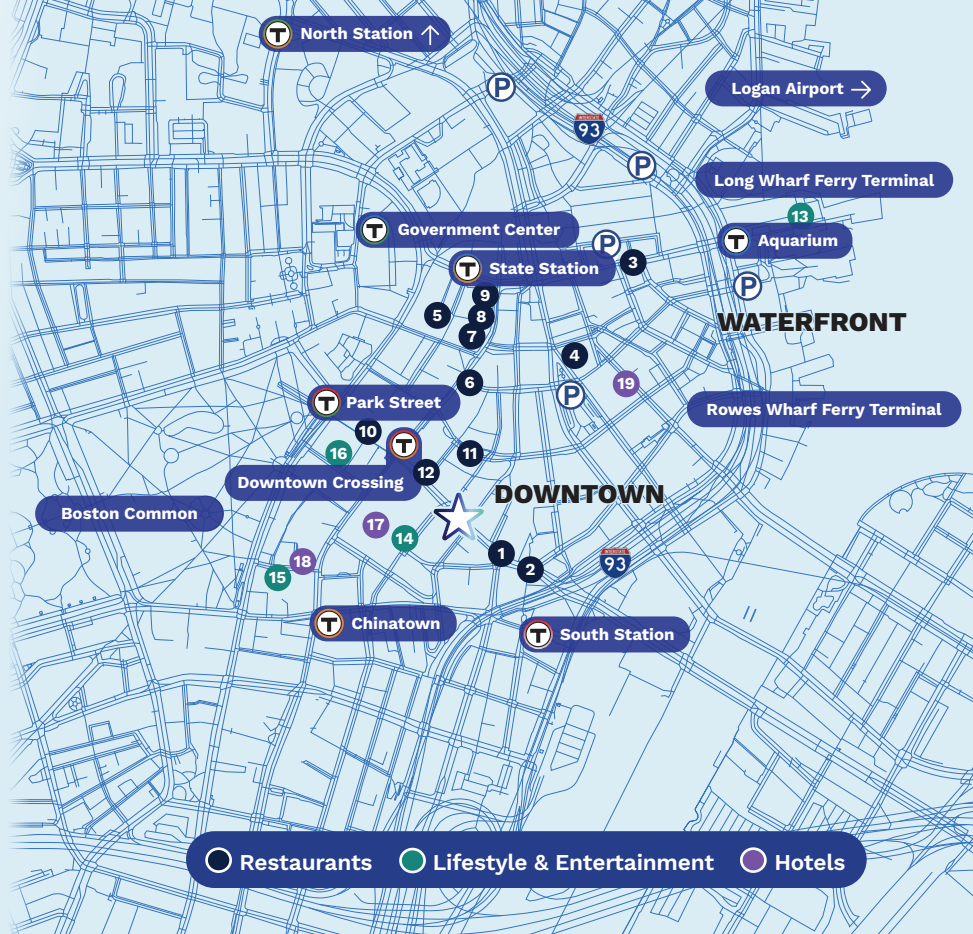 T North Station ↑
P
Logan Airport →
INTERSTATE
93
P
Long Wharf Ferry Terminal
13
T Government Center
T Aquarium
P
T State Station
3
P
9
5
8
7
WATERFRONT
4
6
19
P
T Park Street
Rowes Wharf Ferry Terminal
10
T
16
11
12
Downtown Crossing
DOWNTOWN
Boston Common
17
14
1
INTERSTATE
93
18
2
15
T Chinatown
T South Station
Restaurants Lifestyle & Entertainment Hotels